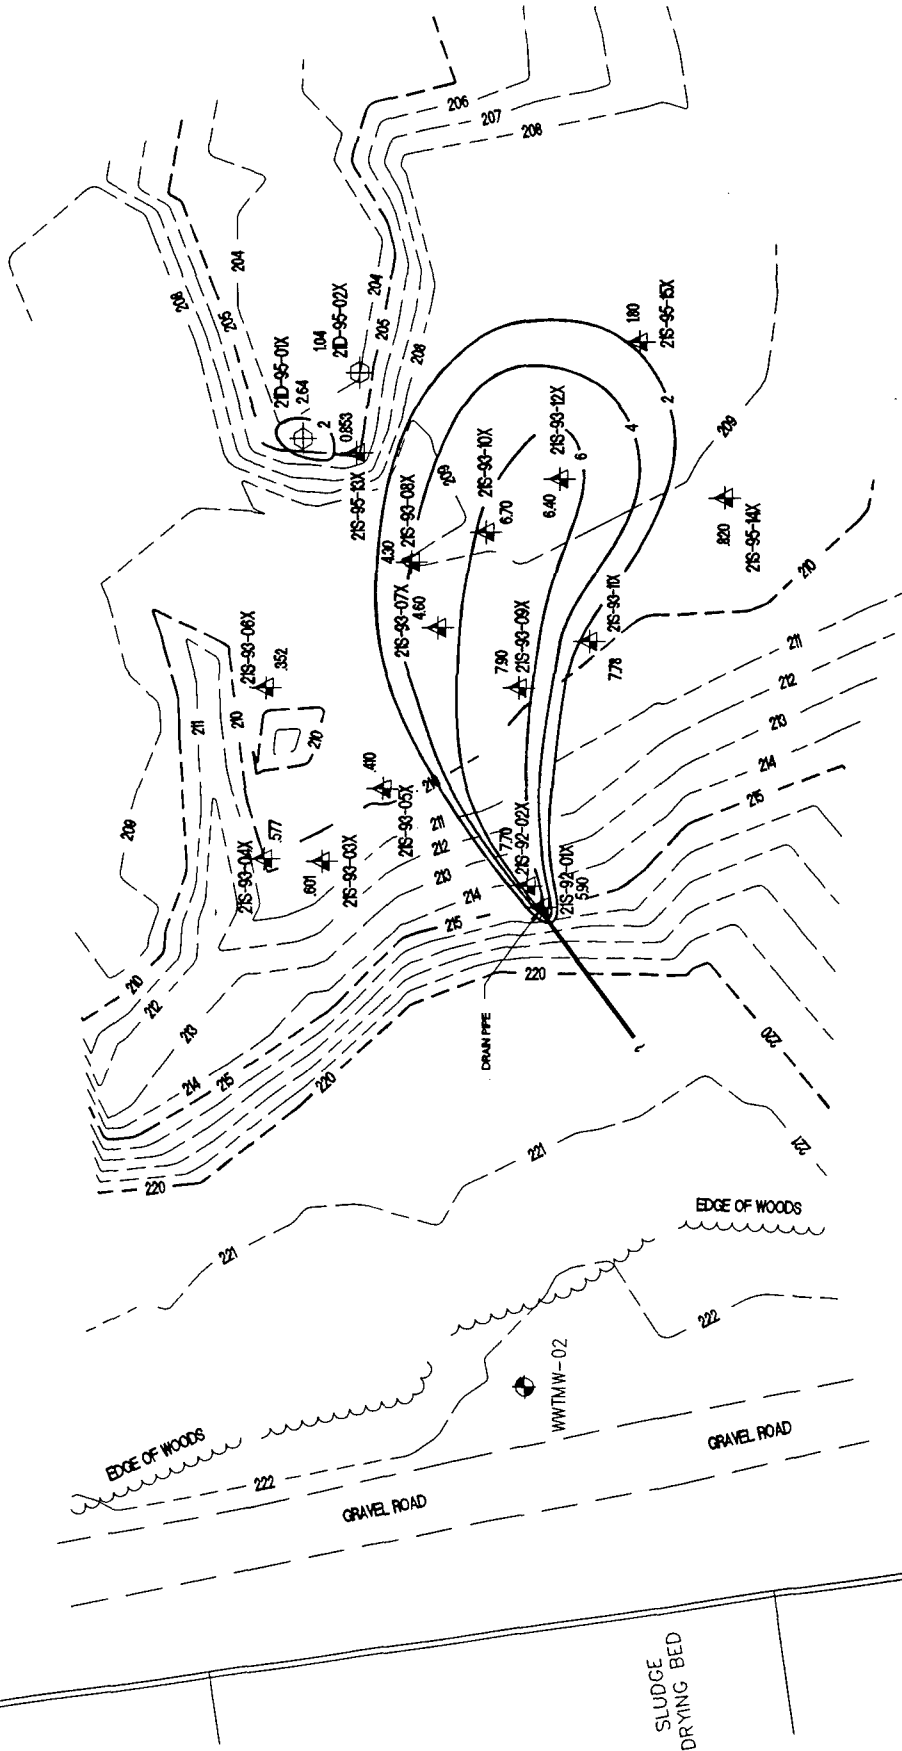 206
207
208
204
208
205
21D-95-01X
2.64
2
1.04
21D-95-02X
204
205
208
0.853
21S-95-13X
1.80
21S-95-15X
2
4
209
21S-93-12X
6
6.40
21S-93-10X
6.70
209
4.30
21S-93-08X
.820
21S-95-14X
210
21S-93-07X
4.60
21S-93-11X
7.78
7.90
21S-93-09X
21S-93-06X
.352
211
210
210
209
211
212
213
214
215
.410
21S-93-05X
211
212
213
214
215
21S-93-04X
.577
.601
21S-93-03X
7.70
21S-92-02X
21S-92-01X
5.90
210
212
213
214
215
220
220
220
220
DRAIN PIPE
221
221
221
EDGE OF WOODS
222
WWTMW-02
EDGE OF WOODS
222
GRAVEL ROAD
GRAVEL ROAD
SLUDGE
DRYING BED